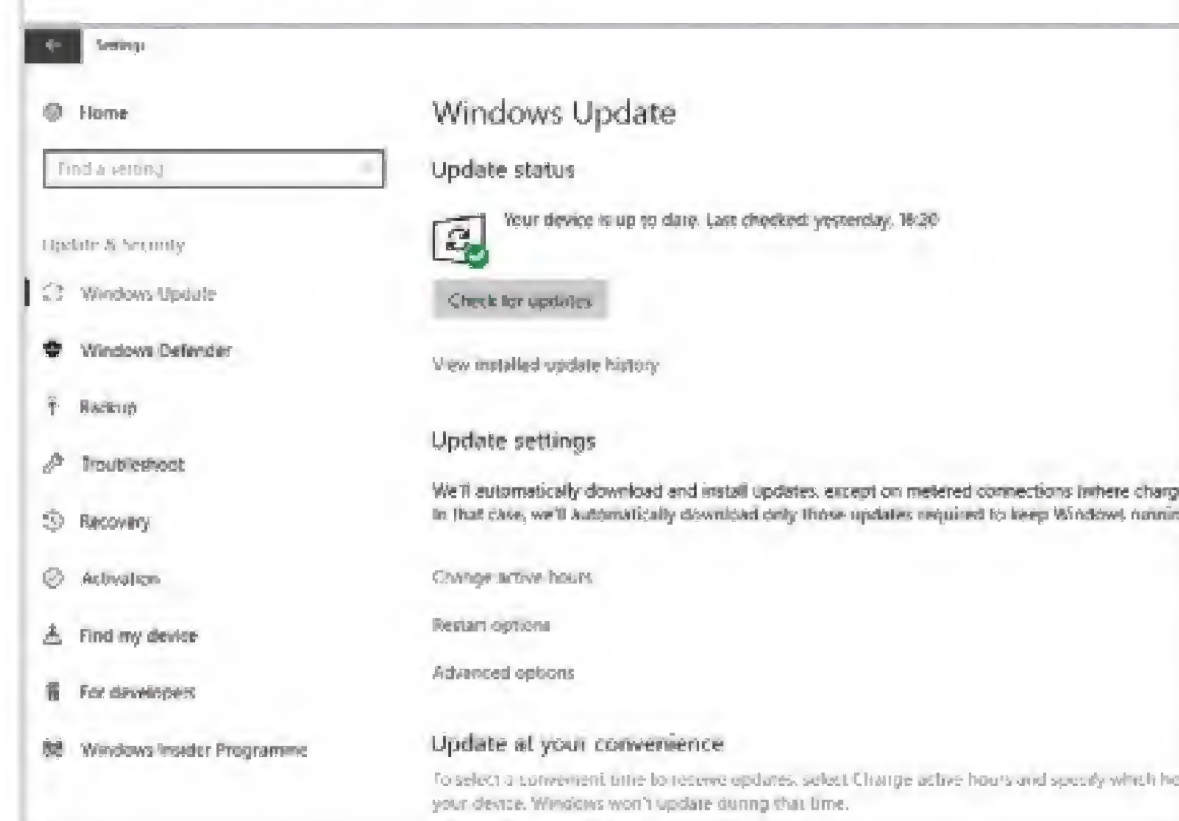 Settings
Home
Find a setting
Update & Security
Windows Update
Windows Defender
Backup
Troubleshoot
Recovery
Activation
Find my device
For developers
Windows Insider Programme
Windows Update
Update status
Your device is up to date. Last checked: yesterday,
Check for updates
View installed update history
Update settings
We'll automatically download and install updates, except on metered connections (where charg
In that case, we'll automatically download only those updates required to keep Windows runnin
Change active hours
Restart options
Advanced options
Update at your convenience
To select a convenient time to receive updates, select Change active hours and specify which ho
your device. Windows won't update during that time.